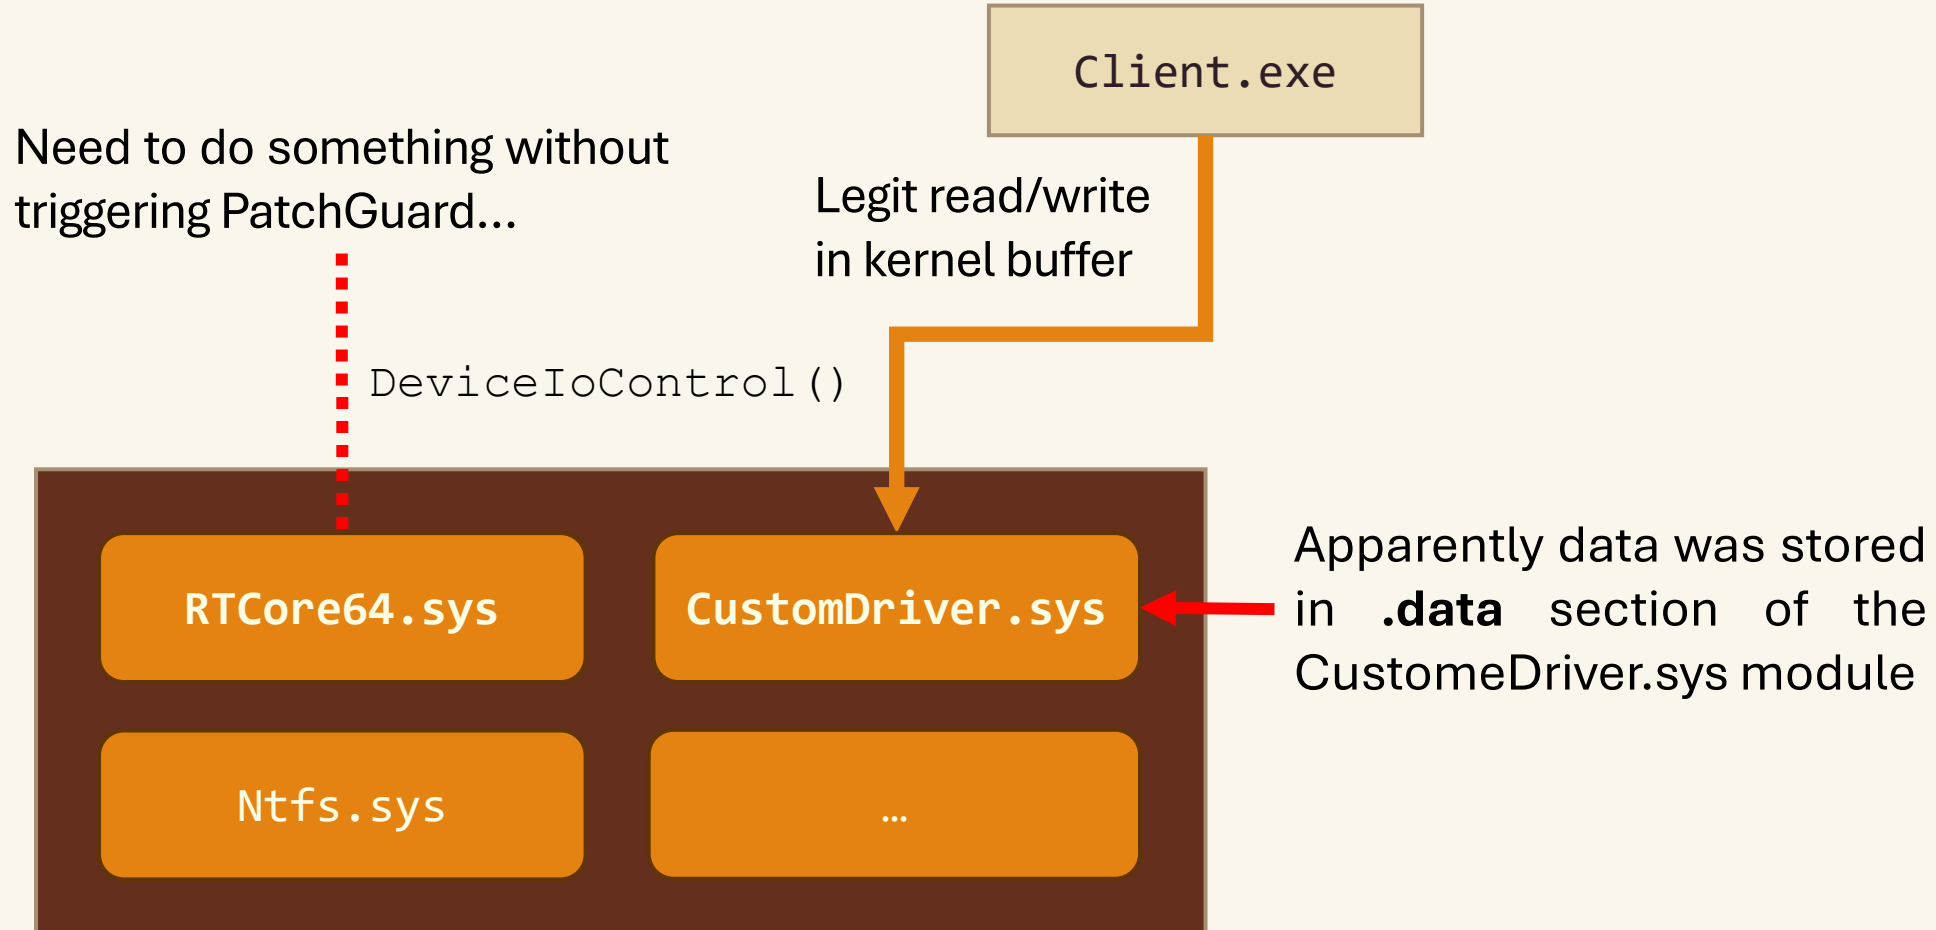 Client.exe
Need to do something without
triggering PatchGuard...
Legit read/write
in kernel buffer
DeviceIoControl()
RTCore64.sys
CustomDriver.sys
Apparently data was stored
in .data section of the
CustomeDriver.sys module
Ntfs.sys
…